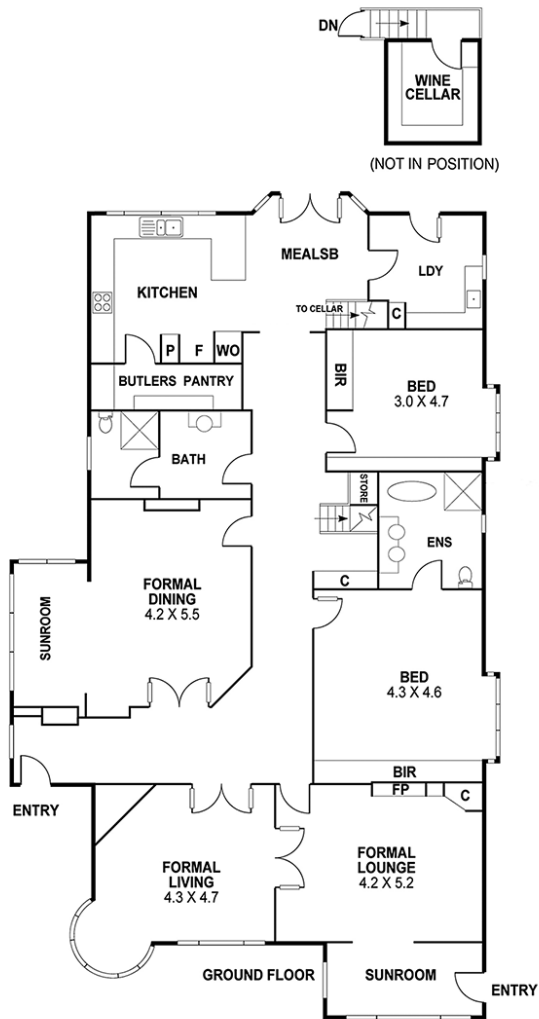 DN
WINE
CELLAR
(NOT IN POSITION)
MEALSB
LDY
KITCHEN
TO CELLAR
C
P
F
WO
BUTLERS PANTRY
BIR
BED
3.0 X 4.7
BATH
STORE
ENS
C
FORMAL
DINING
4.2 X 5.5
SUNROOM
BED
4.3 X 4.6
BIR
FP
C
ENTRY
FORMAL
LIVING
4.3 X 4.7
FORMAL
LOUNGE
4.2 X 5.2
GROUND FLOOR
SUNROOM
ENTRY